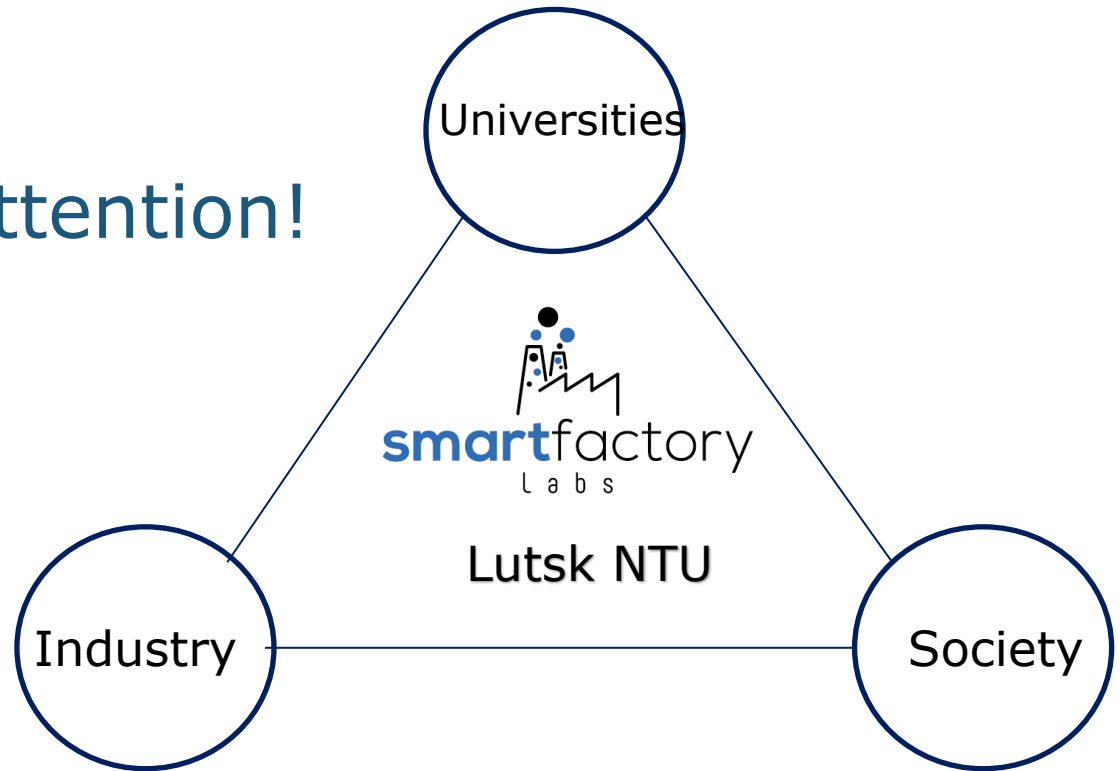 Universities
ttention!
smartfactory
Labs
Lutsk NTU
Industry
Society